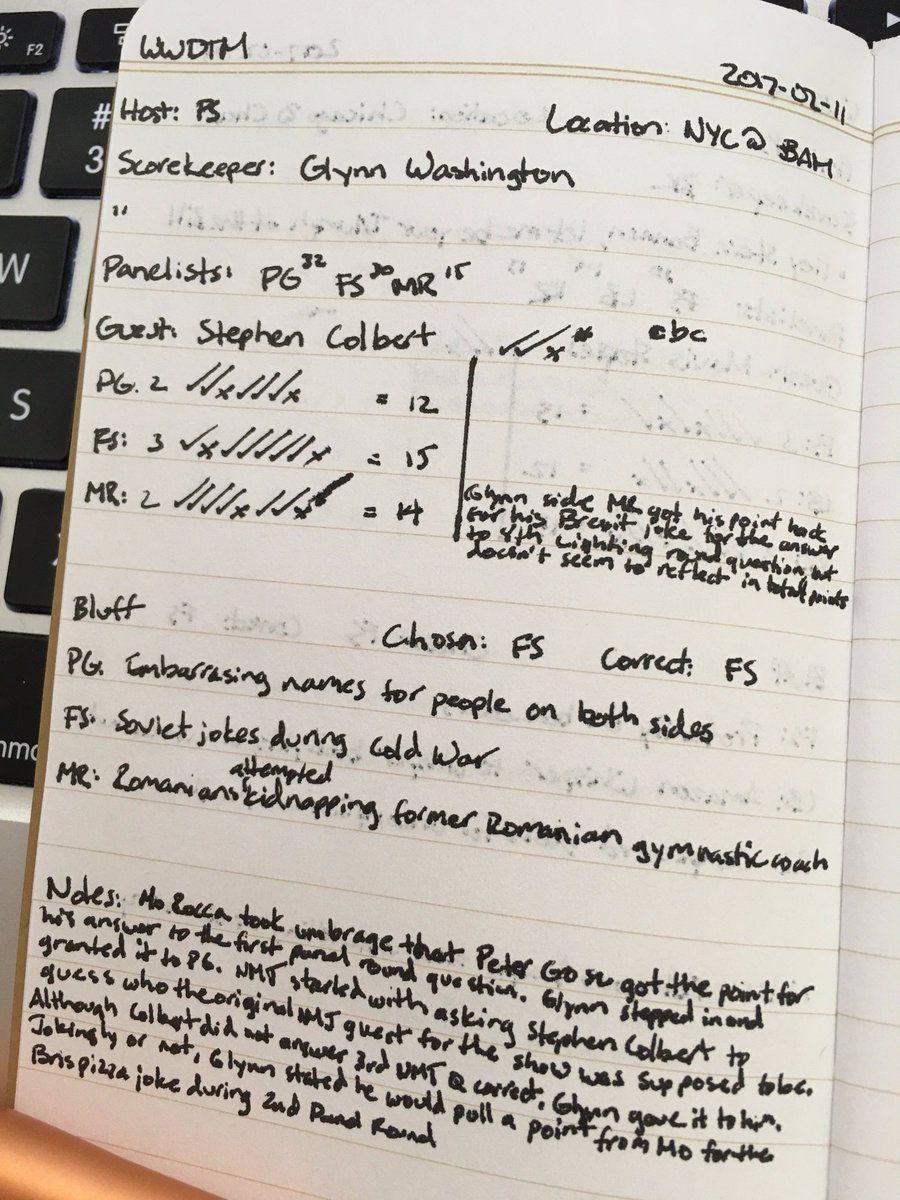 WWDTM
2017-02-11
Host: PS
Location: NYC @ BAM
Scorekeeper: Glynn Washington
"
Panelists: PG 32 FS 30 MR 15
Guest: Stephen Colbert ✓✓x* abc
PG. 2 ✓✓x✓✓✓x = 12
FS: 3 ✓x✓✓✓✓✓x = 15
MR: 2 ✓✓✓✓x✓✓x✓ = 14
Glynn side MR got his point back
for his Brexit joke for the answer
to 8th Lighting round question, but
doesn't seem to reflect in total points
Bluff
Chosn: FS Correct: FS
PG. Embarrasing names for people on both sides
FS. Soviet jokes during Cold War
MR: Romanians attempted kidnapping former Romanian gymnastic coach
Notes: Mo Rocca took umbrage that Peter Grosz got the point for
his answer to the first panel round question. Glynn stepped in and
granted it to PG. NMJ started with asking Stephen Colbert to
guess who the original NMJ guest for the show was supposed to be.
Although Colbert did not answer 3rd NMJ Q correct, Glynn gave it to him.
Jokingly or not, Glynn stated he would pull a point from Mo for the
Bris pizza joke during 2nd Panel Round
F2
#
3
W
S